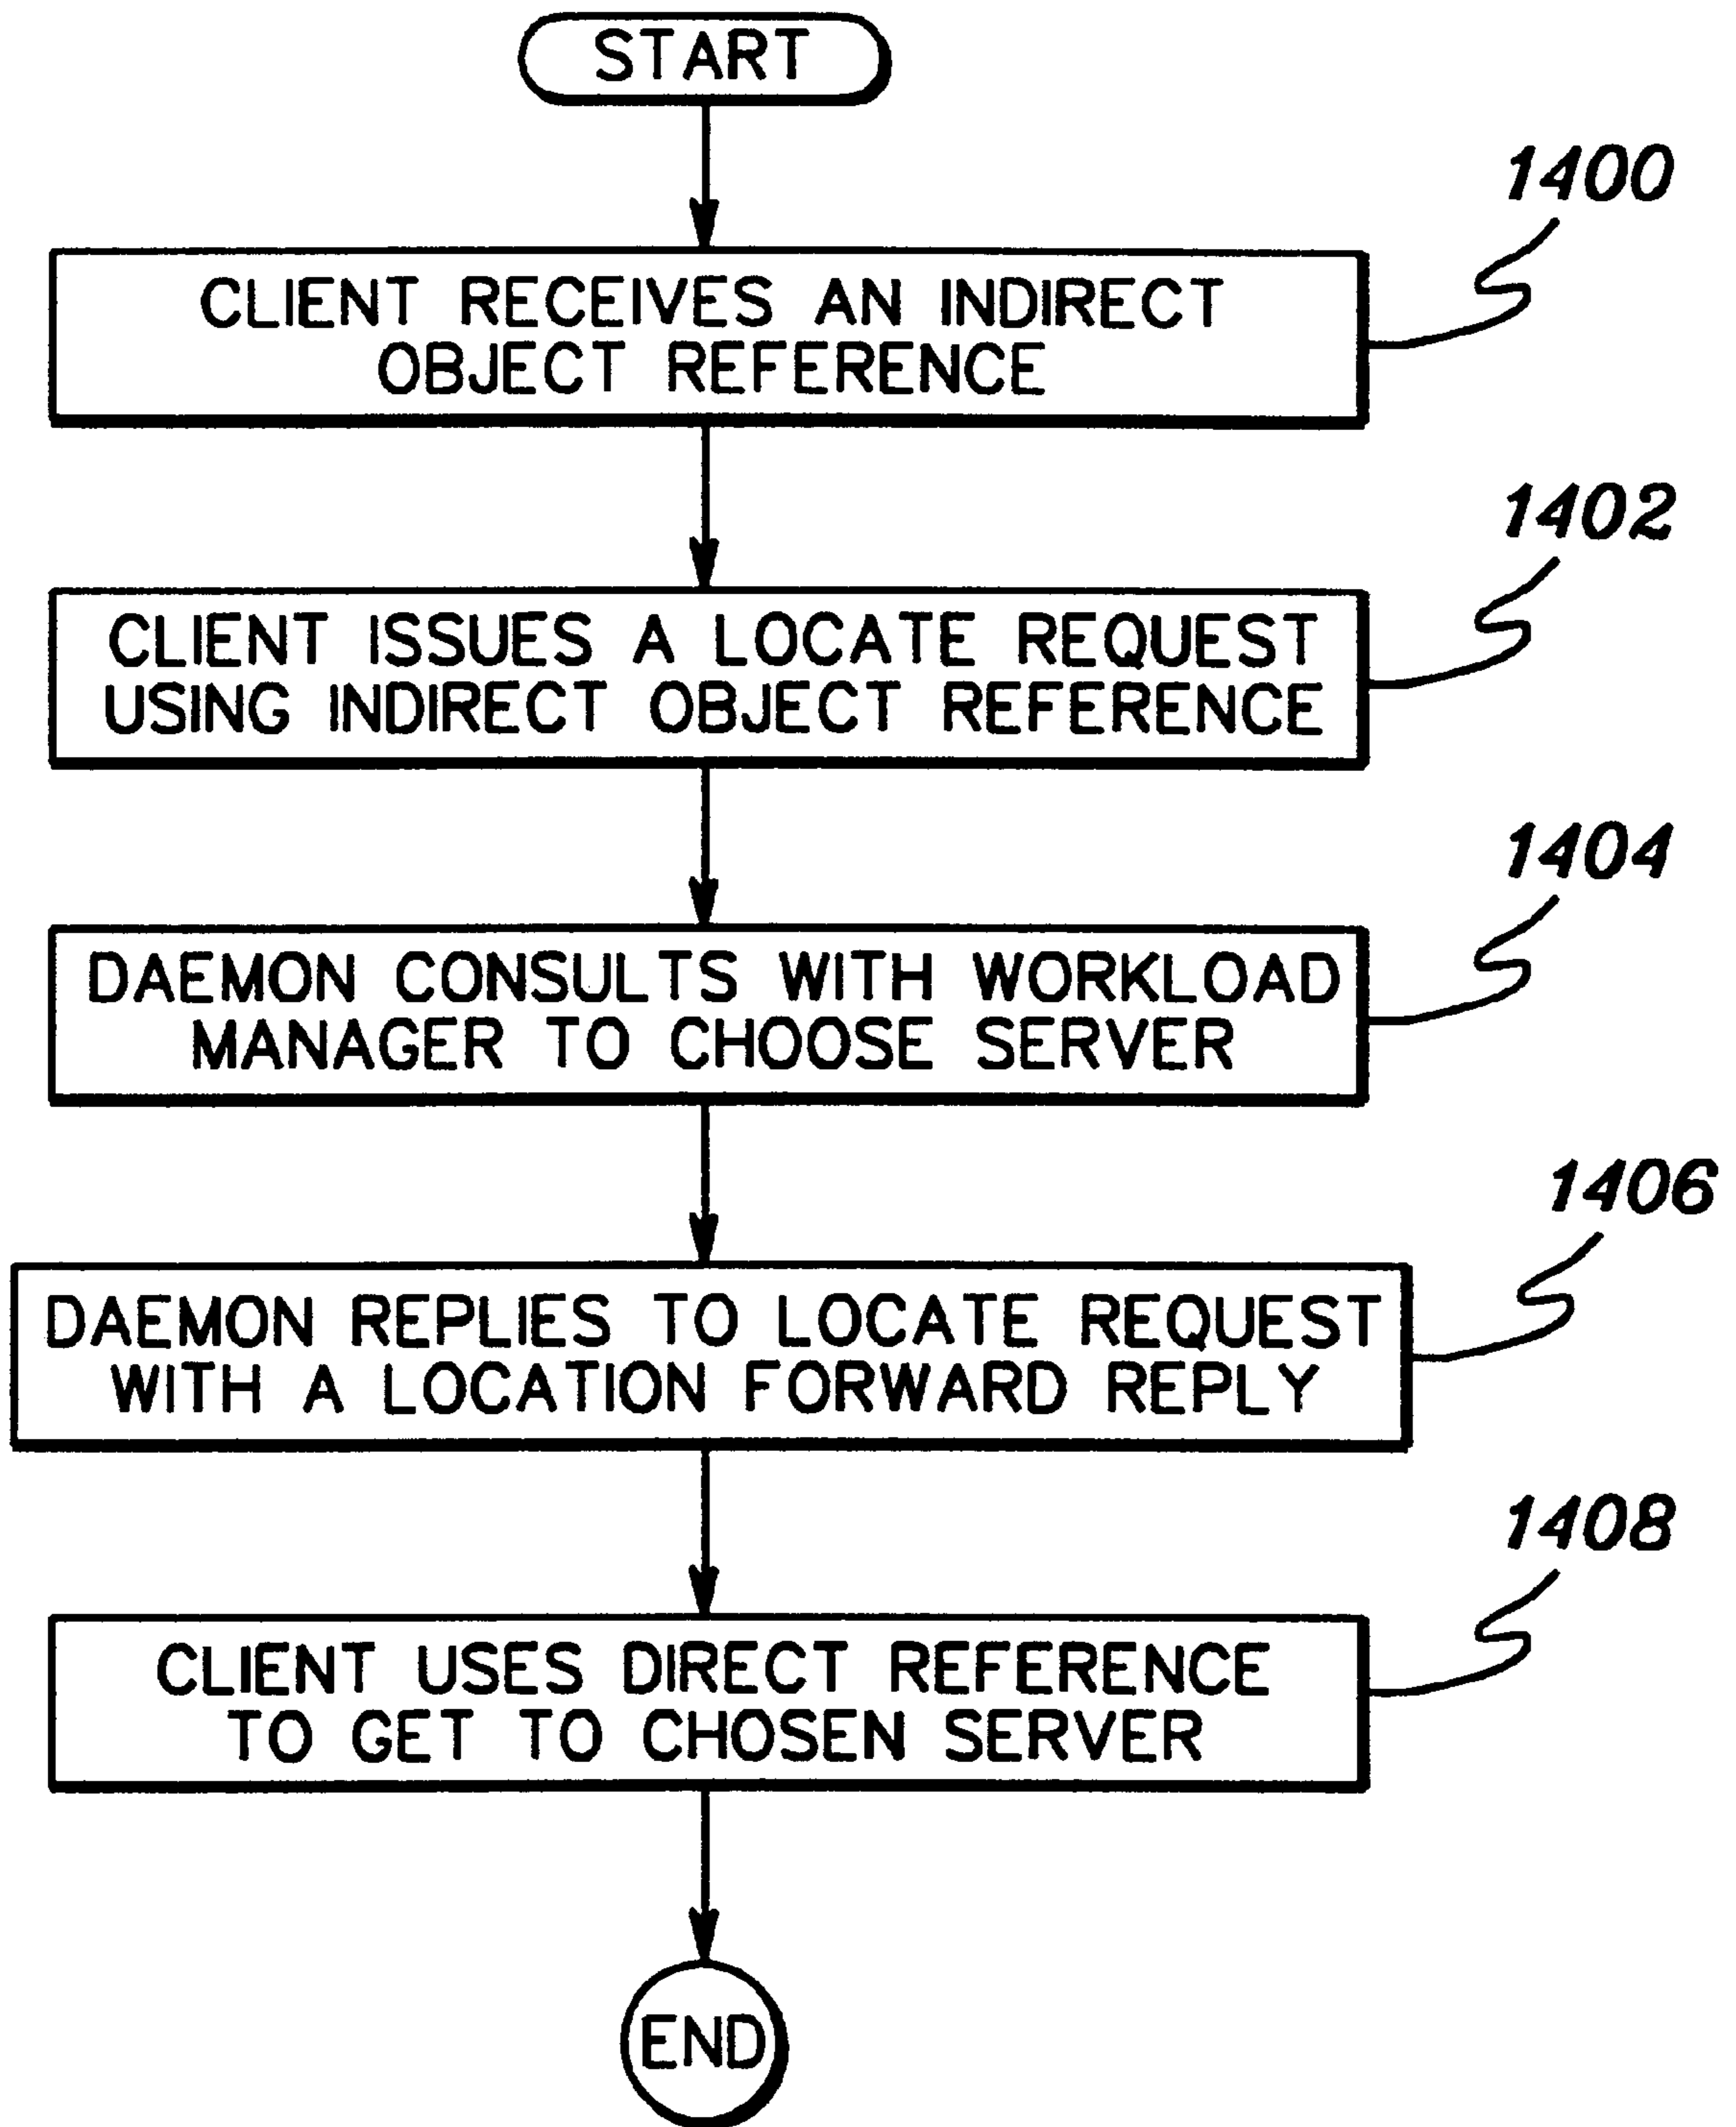 START
1400
CLIENT RECEIVES AN INDIRECT
OBJECT REFERENCE
1402
CLIENT ISSUES A LOCATE REQUEST
USING INDIRECT OBJECT REFERENCE
1404
DAEMON CONSULTS WITH WORKLOAD
MANAGER TO CHOOSE SERVER
1406
DAEMON REPLIES TO LOCATE REQUEST
WITH A LOCATION FORWARD REPLY
1408
CLIENT USES DIRECT REFERENCE
TO GET TO CHOSEN SERVER
END